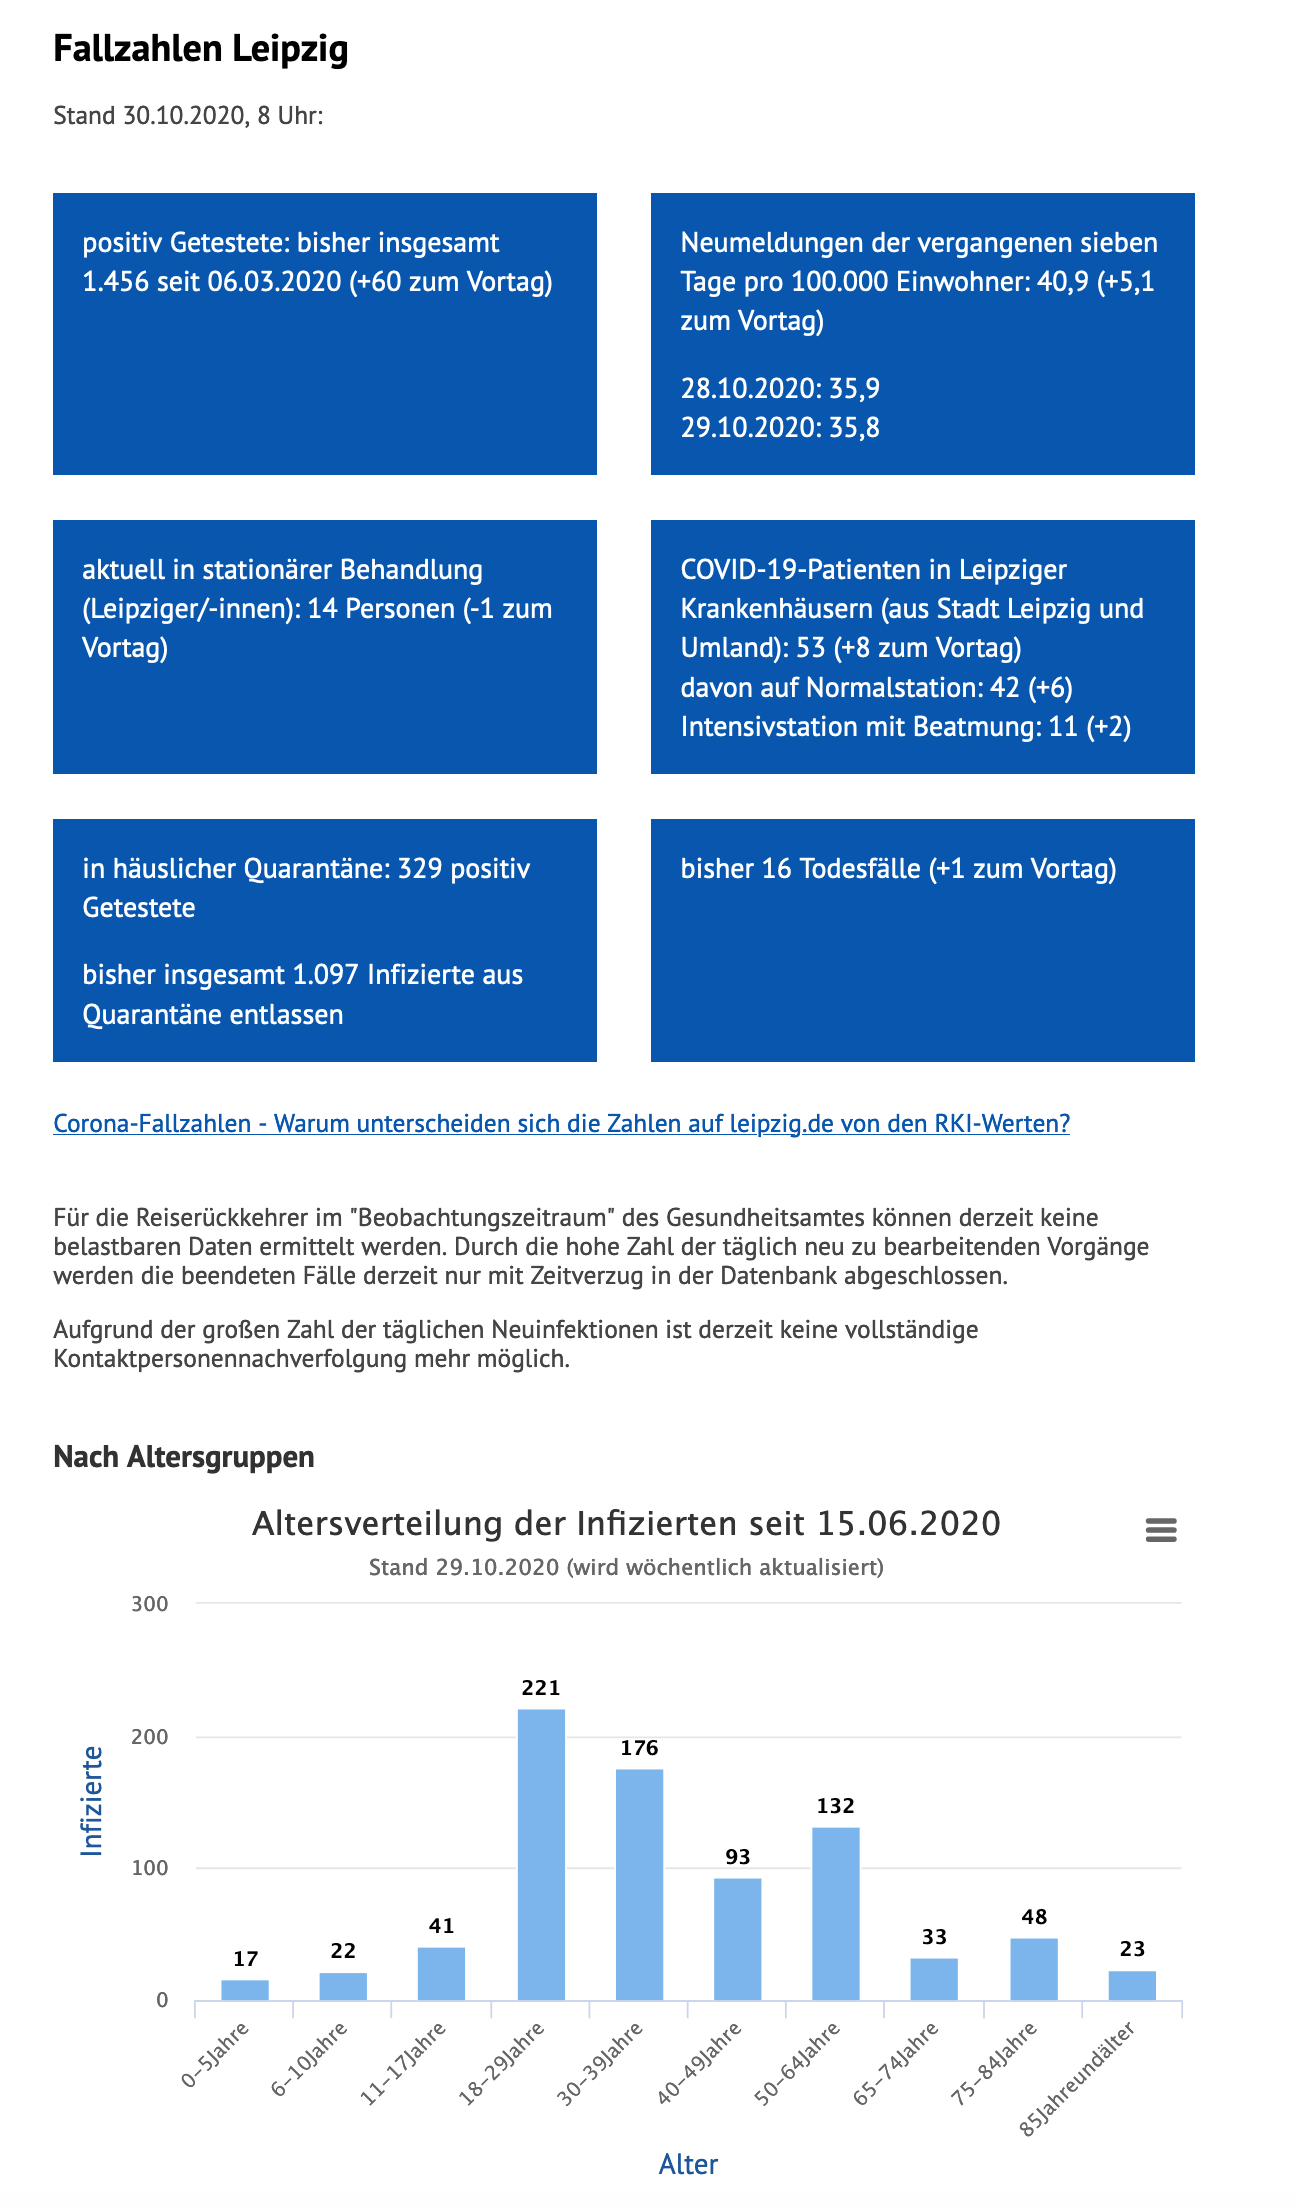 Fallzahlen Leipzig
Stand 30.10.2020, 8 Uhr:
positiv Getestete: bisher insgesamt
1.456 seit 06.03.2020 (+60 zum Vortag)
Neumeldungen der vergangenen sieben
Tage pro 100.000 Einwohner: 40,9 (+5,1
zum Vortag)
28.10.2020: 35,9
29.10.2020: 35,8
aktuell in stationärer Behandlung
(Leipziger/-innen): 14 Personen (-1 zum
Vortag)
COVID-19-Patienten in Leipziger
Krankenhäusern (aus Stadt Leipzig und
Umland): 53 (+8 zum Vortag)
davon auf Normalstation: 42 (+6)
Intensivstation mit Beatmung: 11 (+2)
in häuslicher Quarantäne: 329 positiv
Getestete
bisher insgesamt 1.097 Infizierte aus
Quarantäne entlassen
bisher 16 Todesfälle (+1 zum Vortag)
Corona-Fallzahlen - Warum unterscheiden sich die Zahlen auf leipzig.de von den RKI-Werten?
Für die Reiserückkehrer im "Beobachtungszeitraum" des Gesundheitsamtes können derzeit keine
belastbaren Daten ermittelt werden. Durch die hohe Zahl der täglich neu zu bearbeitenden Vorgänge
werden die beendeten Fälle derzeit nur mit Zeitverzug in der Datenbank abgeschlossen.
Aufgrund der großen Zahl der täglichen Neuinfektionen ist derzeit keine vollständige
Kontaktpersonennachverfolgung mehr möglich.
Nach Altersgruppen
Altersverteilung der Infizierten seit 15.06.2020
Stand 29.10.2020 (wird wöchentlich aktualisiert)
Infizierte
300
200
100
0
17
22
41
221
176
93
132
33
48
23
0–5Jahre
6–10Jahre
11–17Jahre
18–29Jahre
30–39Jahre
40–49Jahre
50–64Jahre
65–74Jahre
75–84Jahre
85Jahreundälter
Alter